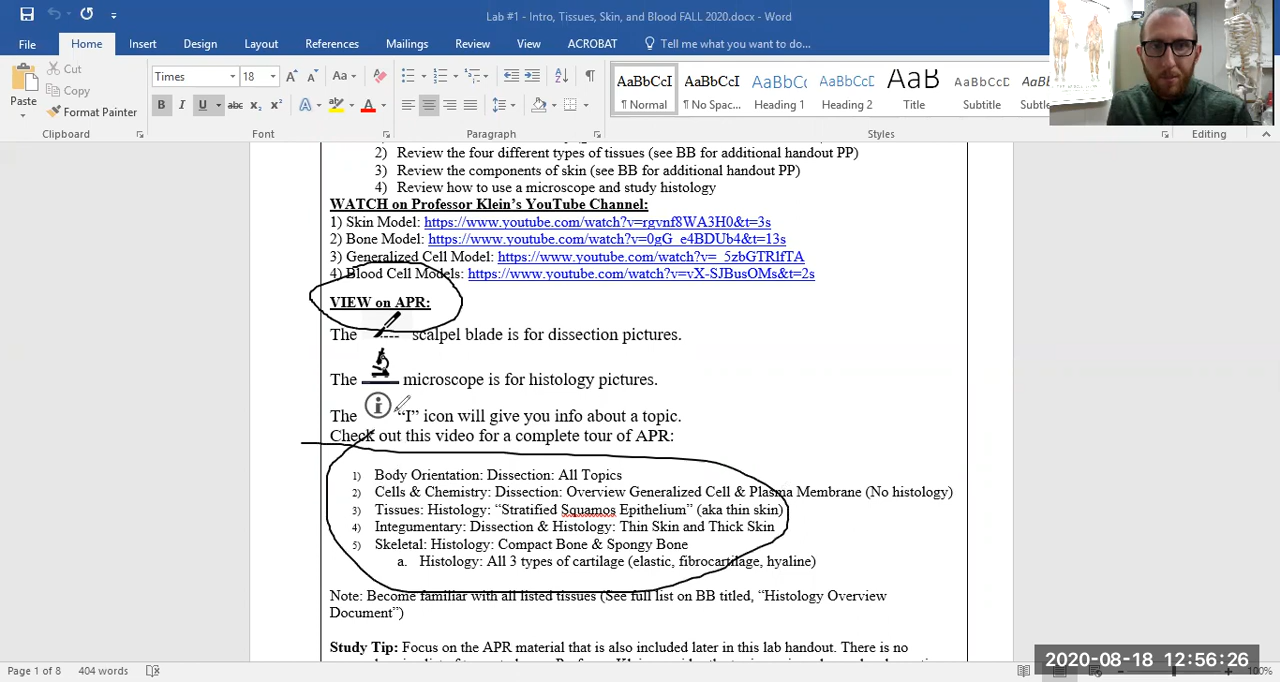 Lab #1 - Intro, Tissues, Skin, and Blood FALL 2020.docx - Word
File Home Insert Design Layout References Mailings Review View ACROBAT Tell me what you want to do...
Cut
Copy
Format Painter
Paste
Times 18
Clipboard Font Paragraph Styles Editing
AaBbCcI AaBbCcI AaBbCc AaBbCcI AaB AaBbCcD
¶ Normal ¶ No Spac... Heading 1 Heading 2 Title Subtitle
2) Review the four different types of tissues (see BB for additional handout PP)
3) Review the components of skin (see BB for additional handout PP)
4) Review how to use a microscope and study histology
WATCH on Professor Klein's YouTube Channel:
1) Skin Model: https://www.youtube.com/watch?v=rgvnf8WA3H0&t=3s
2) Bone Model: https://www.youtube.com/watch?v=0gG_e4BDUb4&t=13s
3) Generalized Cell Model: https://www.youtube.com/watch?v=_5zbGTRIfTA
4) Blood Cell Models: https://www.youtube.com/watch?v=vX-SJBusOMs&t=2s
VIEW on APR:
The scalpel blade is for dissection pictures.
The microscope is for histology pictures.
The “I” icon will give you info about a topic.
Check out this video for a complete tour of APR:
1) Body Orientation: Dissection: All Topics
2) Cells & Chemistry: Dissection: Overview Generalized Cell & Plasma Membrane (No histology)
3) Tissues: Histology: “Stratified Squamos Epithelium” (aka thin skin)
4) Integumentary: Dissection & Histology: Thin Skin and Thick Skin
5) Skeletal: Histology: Compact Bone & Spongy Bone
a. Histology: All 3 types of cartilage (elastic, fibrocartilage, hyaline)
Note: Become familiar with all listed tissues (See full list on BB titled, “Histology Overview
Document”)
Study Tip: Focus on the APR material that is also included later in this lab handout. There is no
Page 1 of 8 404 words
2020-08-18 12:56:26
100%